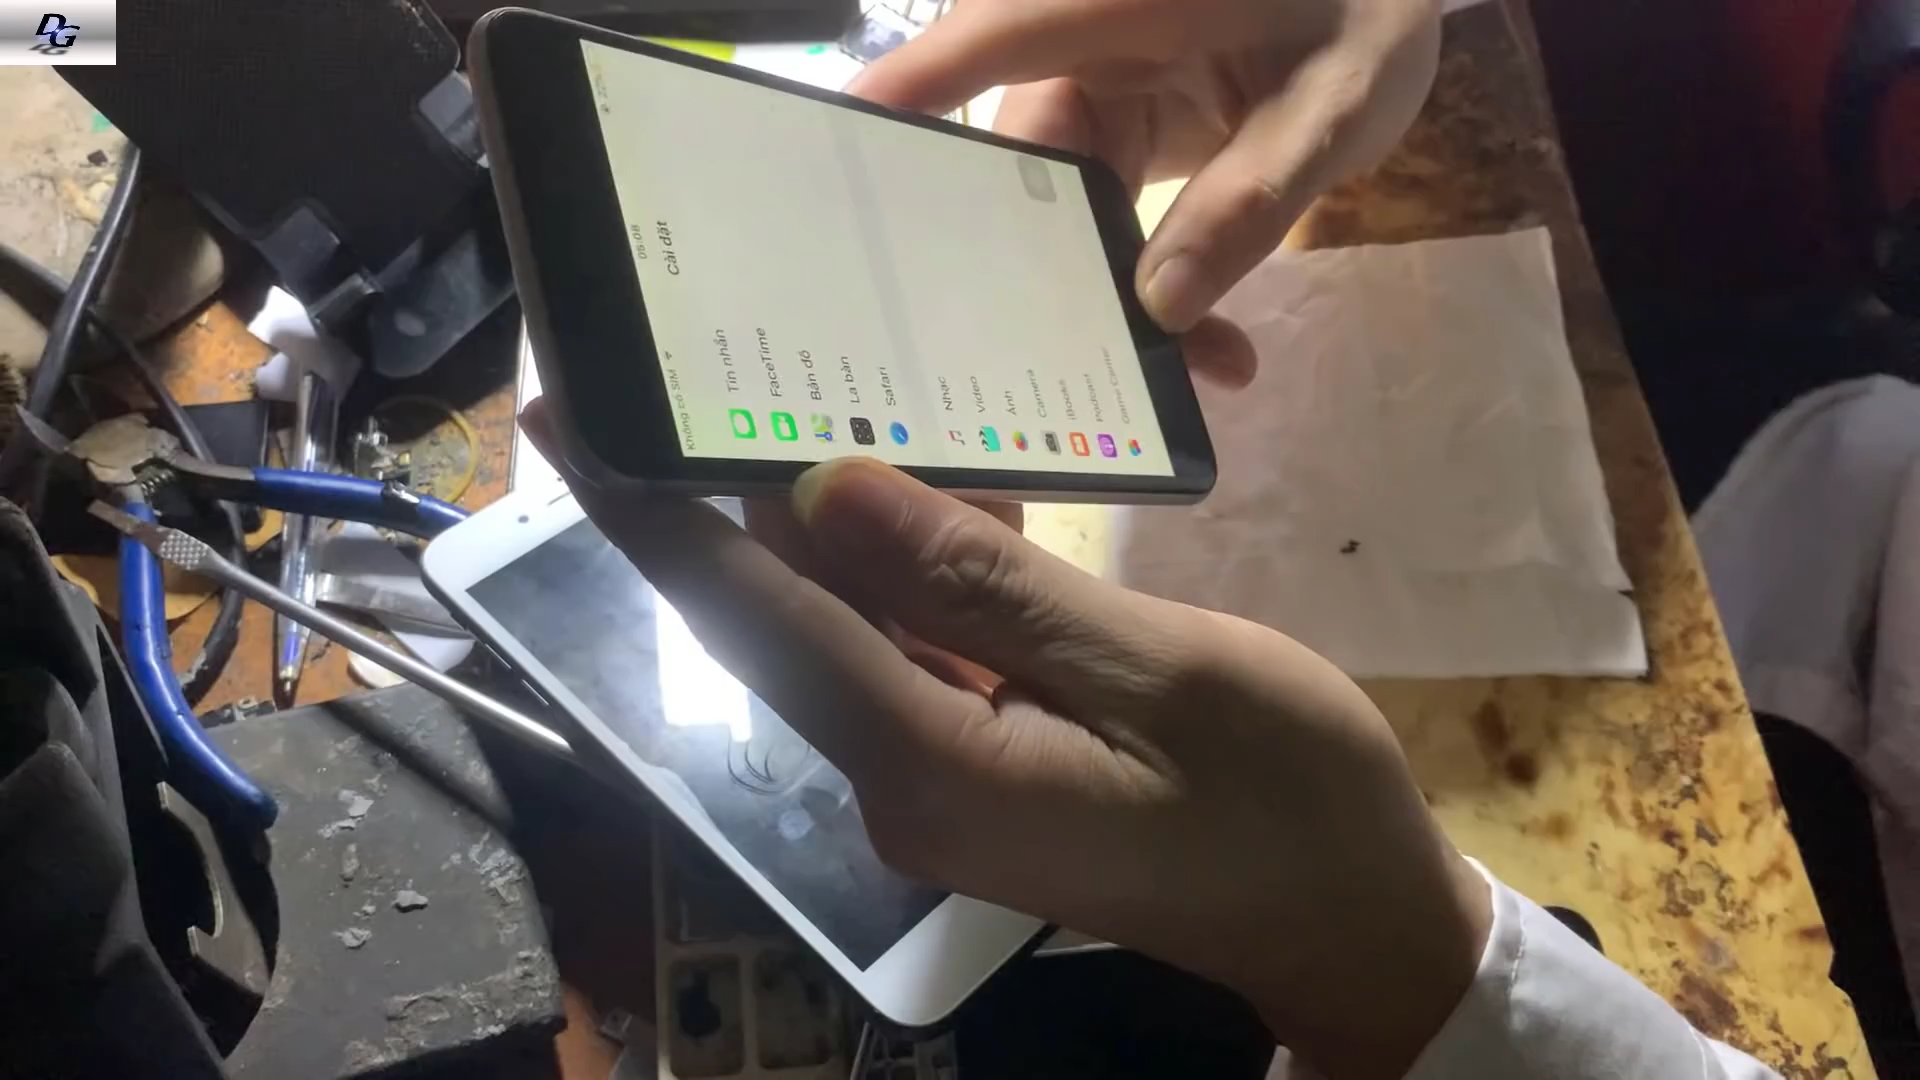 DG
Không có SIM
05:08
Cài đặt
Tin nhắn
FaceTime
Bản đồ
La bàn
Safari
Nhạc
Video
Ảnh
Camera
iBooks
Podcast
Game Center